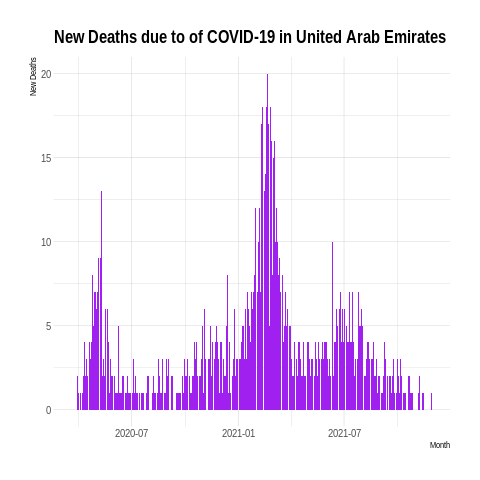 New Deaths due to of COVID-19 in United Arab Emirates
New Deaths
20
15
10
5
0
2020-07
2021-01
2021-07
Month